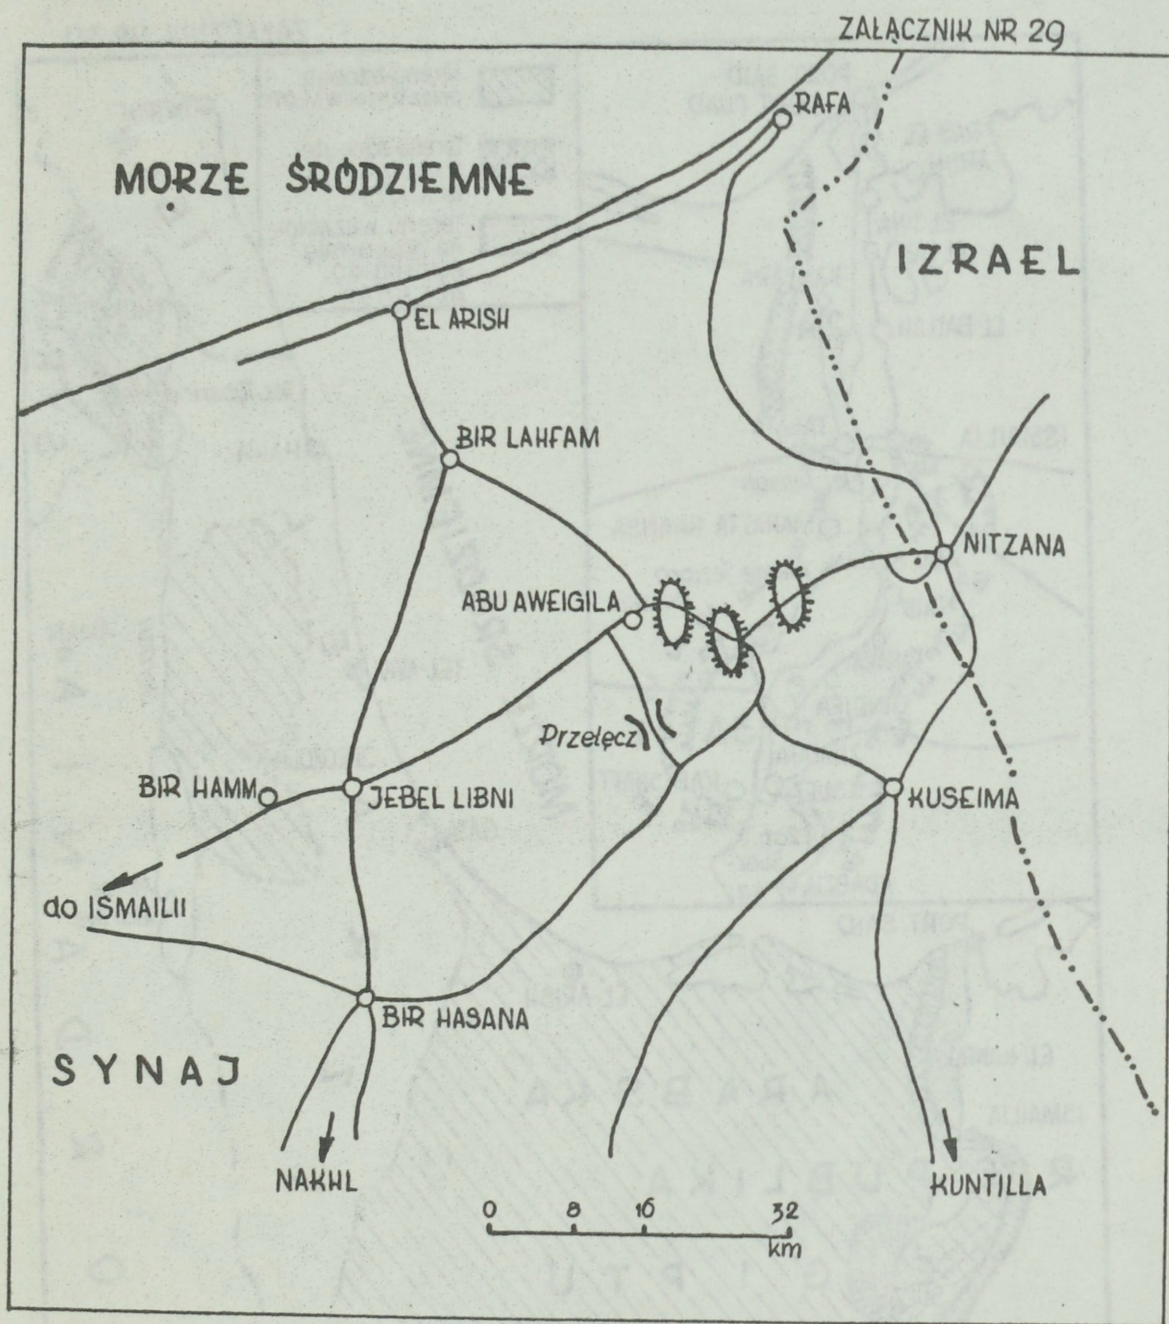 ZAŁĄCZNIK NR 29
RAFA
MORZE ŚRÓDZIEMNE
IZRAEL
EL ARISH
BIR LAHFAM
NITZANA
ABU AWEIGILA
Przełęcz
BIR HAMM
JEBEL LIBNI
KUSEIMA
do ISMAILII
BIR HASANA
SYNAJ
NAKHL
KUNTILLA
0 8 16 32
km